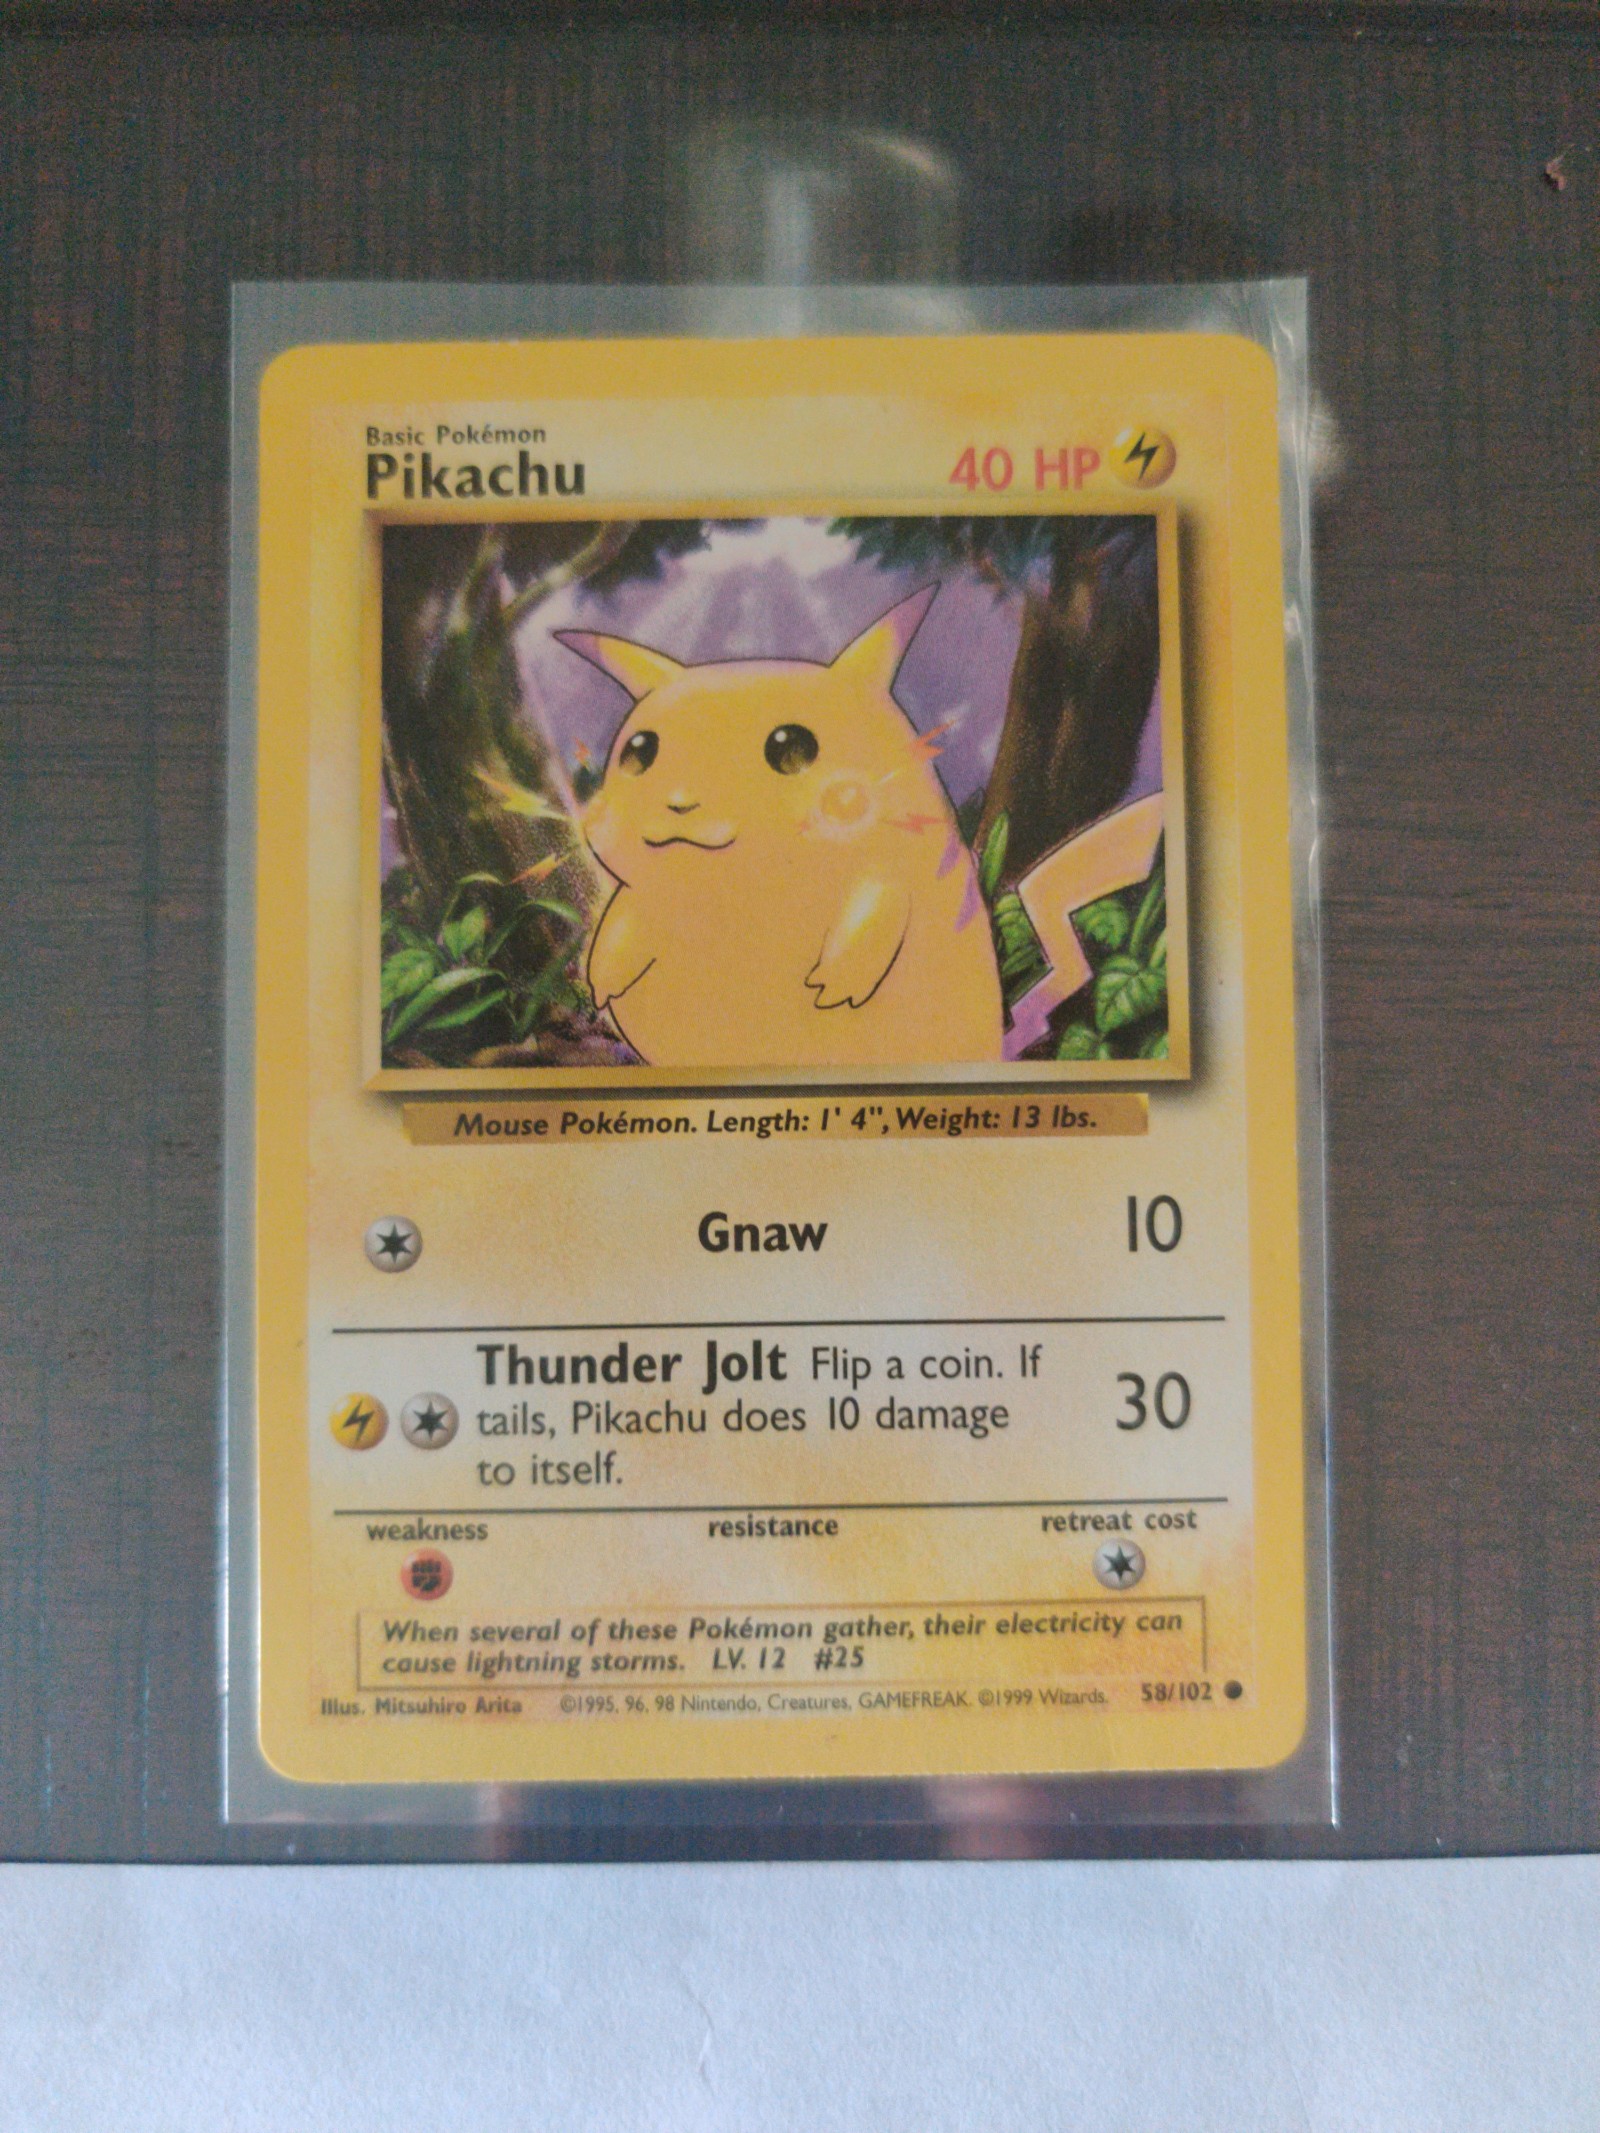 Basic Pokémon
Pikachu
40 HP
Mouse Pokémon. Length: 1' 4", Weight: 13 lbs.
Gnaw 10
Thunder Jolt Flip a coin. If
tails, Pikachu does 10 damage
to itself.
30
weakness resistance retreat cost
When several of these Pokémon gather, their electricity can
cause lightning storms. LV. 12 #25
Illus. Mitsuhiro Arita ©1995, 96, 98 Nintendo, Creatures, GAMEFREAK. ©1999 Wizards. 58/102